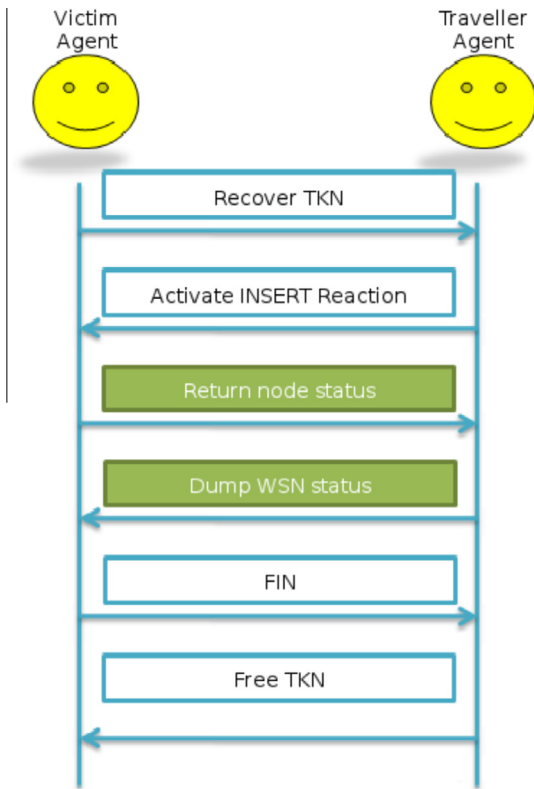 Victim
Agent
Traveller
Agent
Recover TKN
Activate INSERT Reaction
Return node status
Dump WSN status
FIN
Free TKN